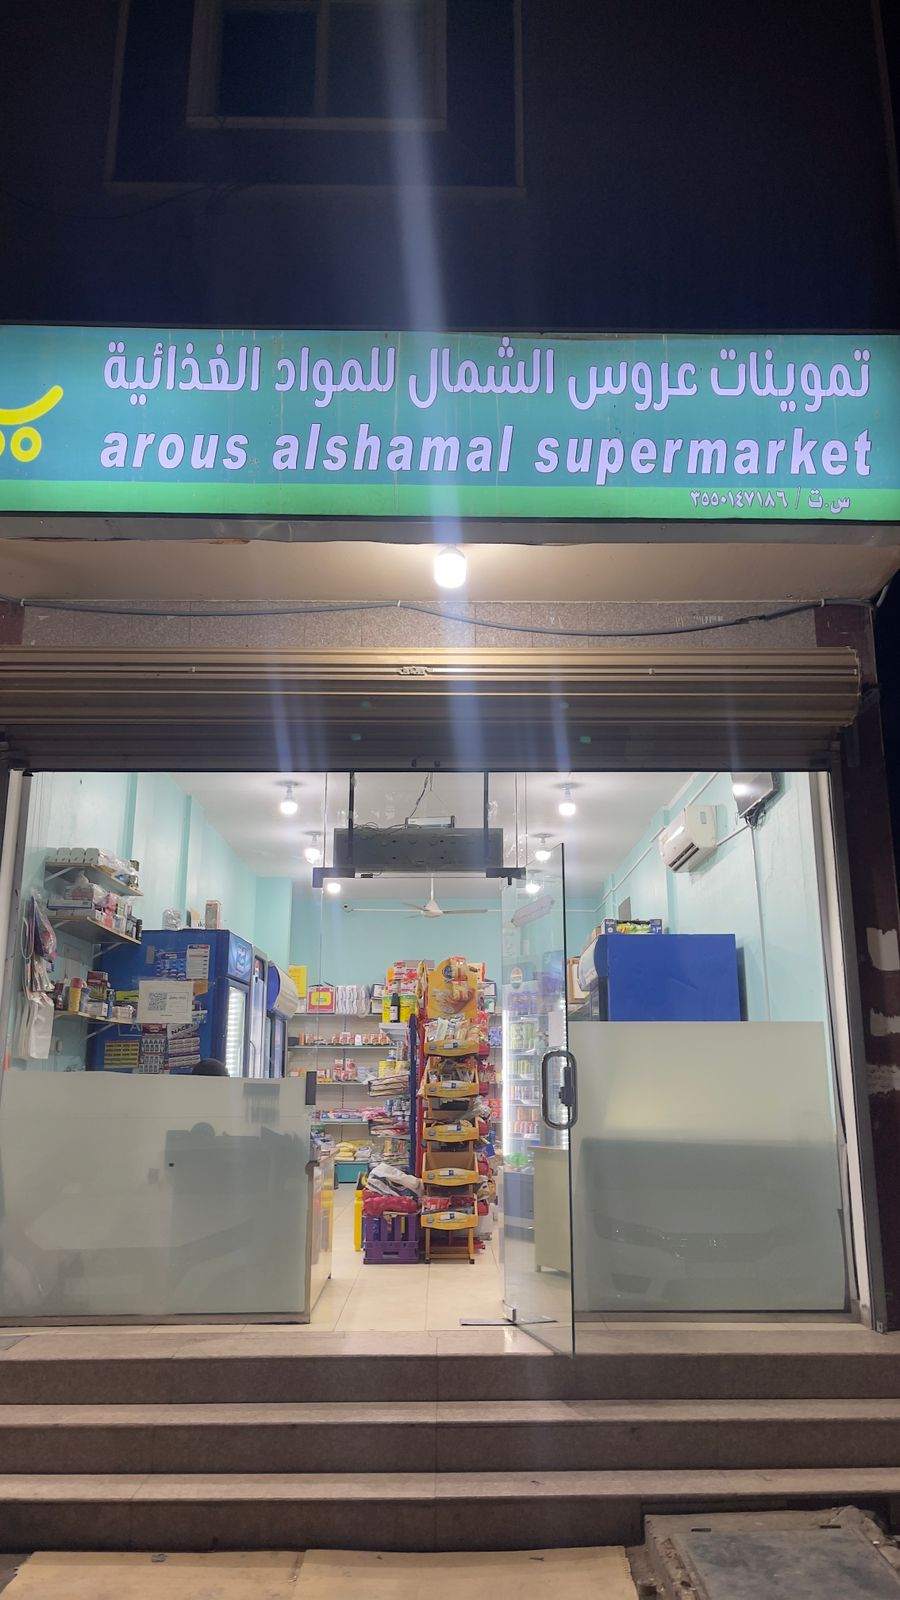 تموينات عروس الشمال للمواد الغذائية
arous alshamal supermarket
س.ت / ٣٥٥٠١٤٧١٨٦